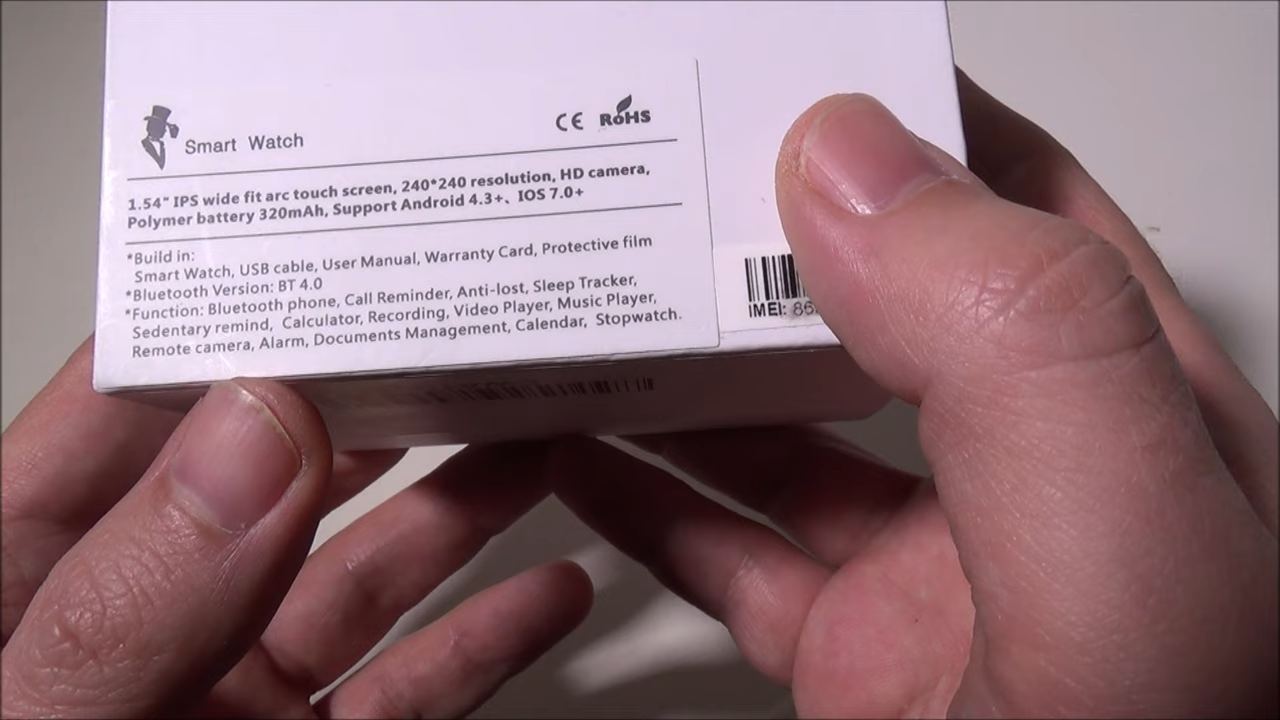 Smart Watch
CE RoHS
1.54" IPS wide fit arc touch screen, 240*240 resolution, HD camera,
Polymer battery 320mAh, Support Android 4.3+、IOS 7.0+
*Build in:
Smart Watch, USB cable, User Manual, Warranty Card, Protective film
*Bluetooth Version: BT 4.0
*Function: Bluetooth phone, Call Reminder, Anti-lost, Sleep Tracker,
Sedentary remind, Calculator, Recording, Video Player, Music Player,
Remote camera, Alarm, Documents Management, Calendar, Stopwatch.
IMEI: 86